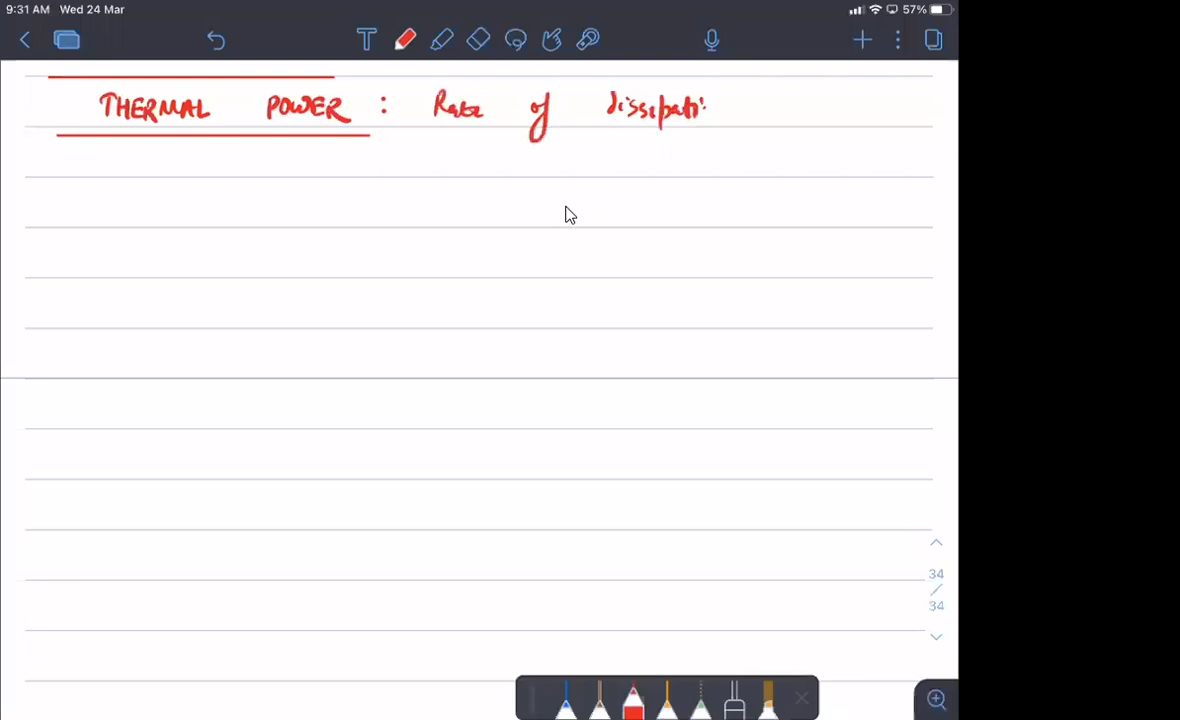 9:31 AM Wed 24 Mar 57%
T
THERMAL POWER : Rate of dissipati
34
/
34